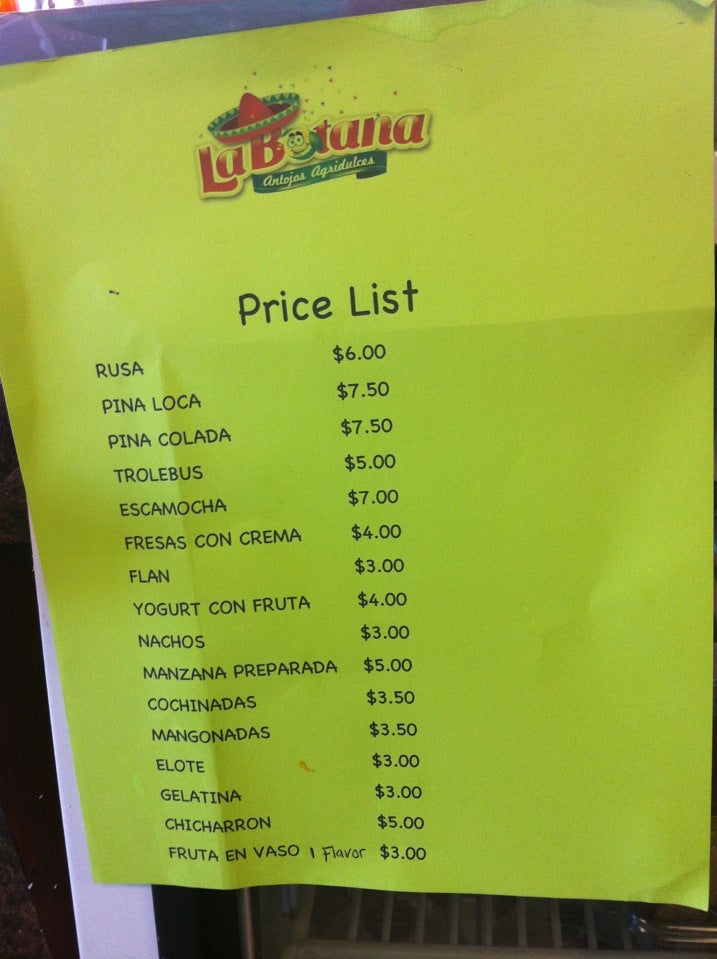 La Botana
Antojos Agridulces
Price List
RUSA $6.00
PINA LOCA $7.50
PINA COLADA $7.50
TROLEBUS $5.00
ESCAMOCHA $7.00
FRESAS CON CREMA $4.00
FLAN $3.00
YOGURT CON FRUTA $4.00
NACHOS $3.00
MANZANA PREPARADA $5.00
COCHINADAS $3.50
MANGONADAS $3.50
ELOTE $3.00
GELATINA $3.00
CHICHARRON $5.00
FRUTA EN VASO 1 Flavor $3.00